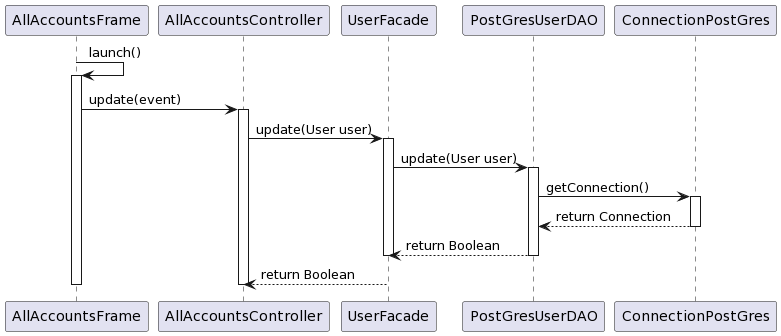 AllAccountsFrame
AllAccountsController
UserFacade
PostGresUserDAO
ConnectionPostGres
launch()
update(event)
update(User user)
update(User user)
getConnection()
return Connection
return Boolean
return Boolean
AllAccountsFrame
AllAccountsController
UserFacade
PostGresUserDAO
ConnectionPostGres